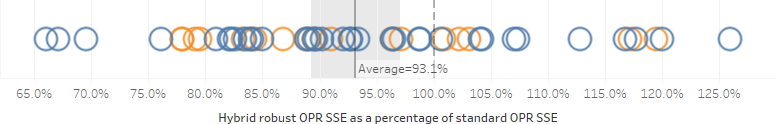 Average=93.1%
65.0% 70.0% 75.0% 80.0% 85.0% 90.0% 95.0% 100.0% 105.0% 110.0% 115.0% 120.0% 125.0%
Hybrid robust OPR SSE as a percentage of standard OPR SSE